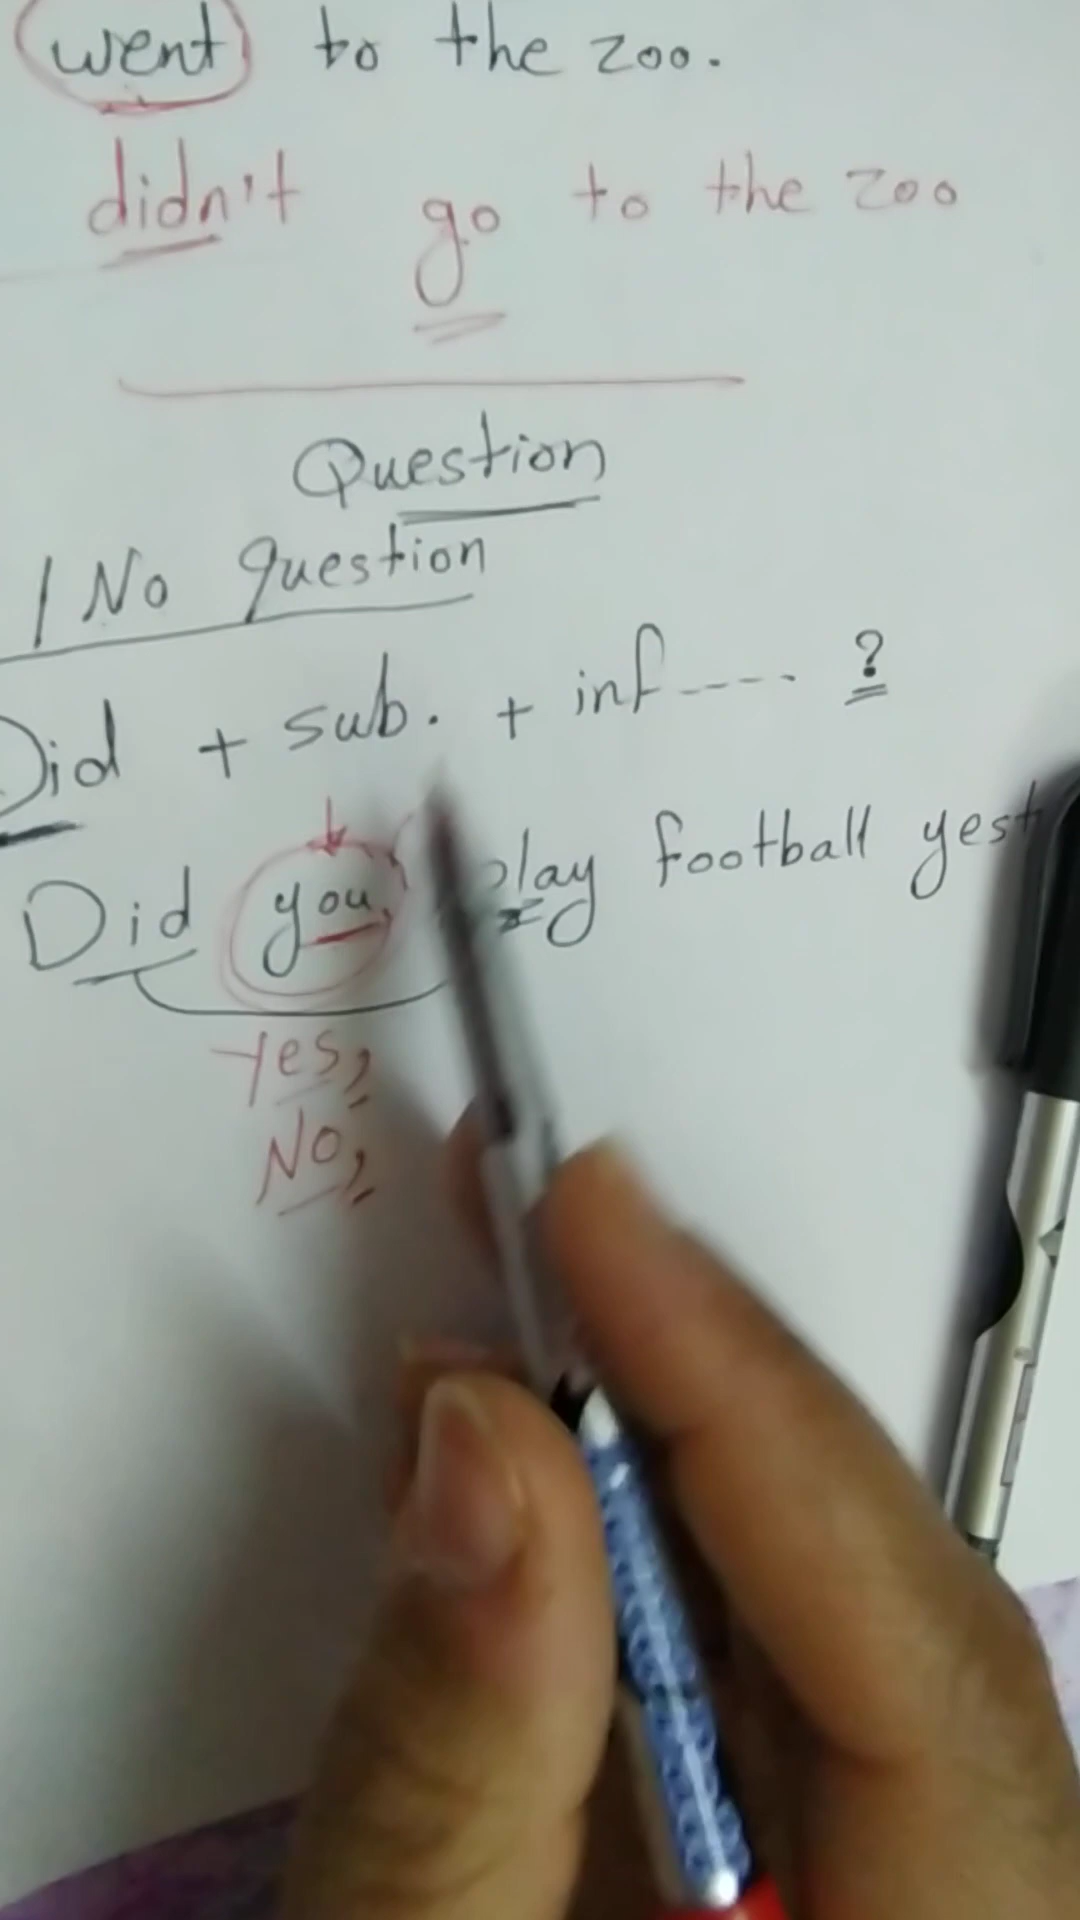 went to the zoo.
didn't go to the zoo
Question
/ No question
Did + sub. + inf---- ?
Did you play football yest
Yes,
No,